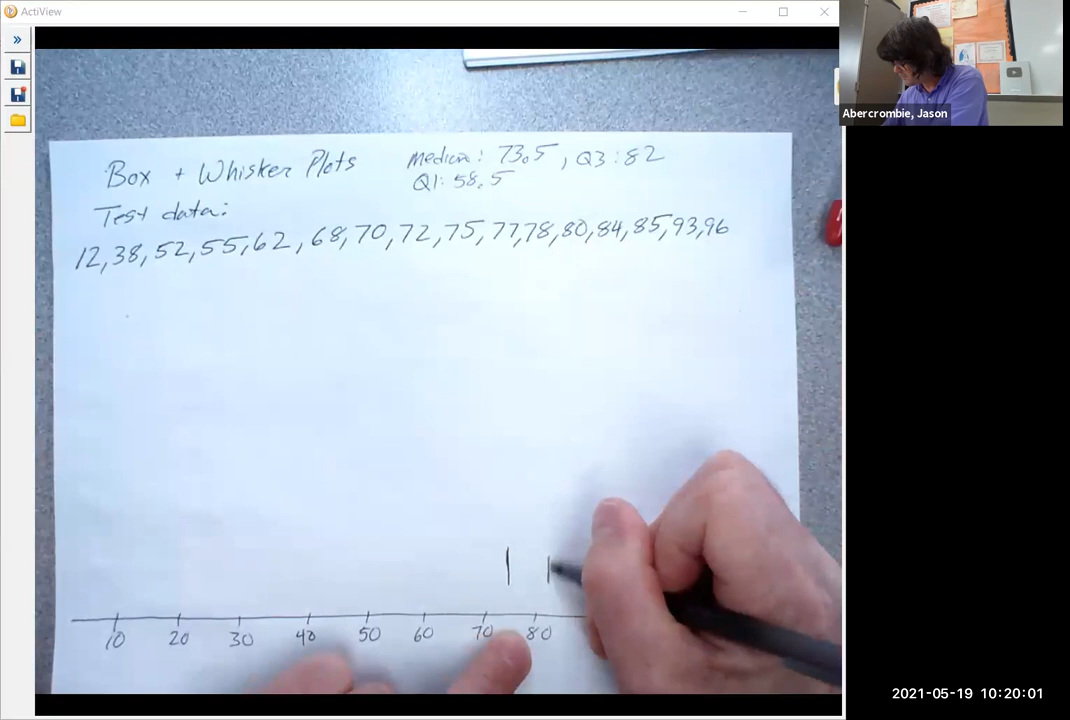 ActiView
Abercrombie, Jason
Box + Whisker Plots
Median: 73.5, Q3: 82
Q1: 58.5
Test data:
12, 38, 52, 55, 62, 68, 70, 72, 75, 77, 78, 80, 84, 85, 93, 96
10 20 30 40 50 60 70 80
2021-05-19 10:20:01